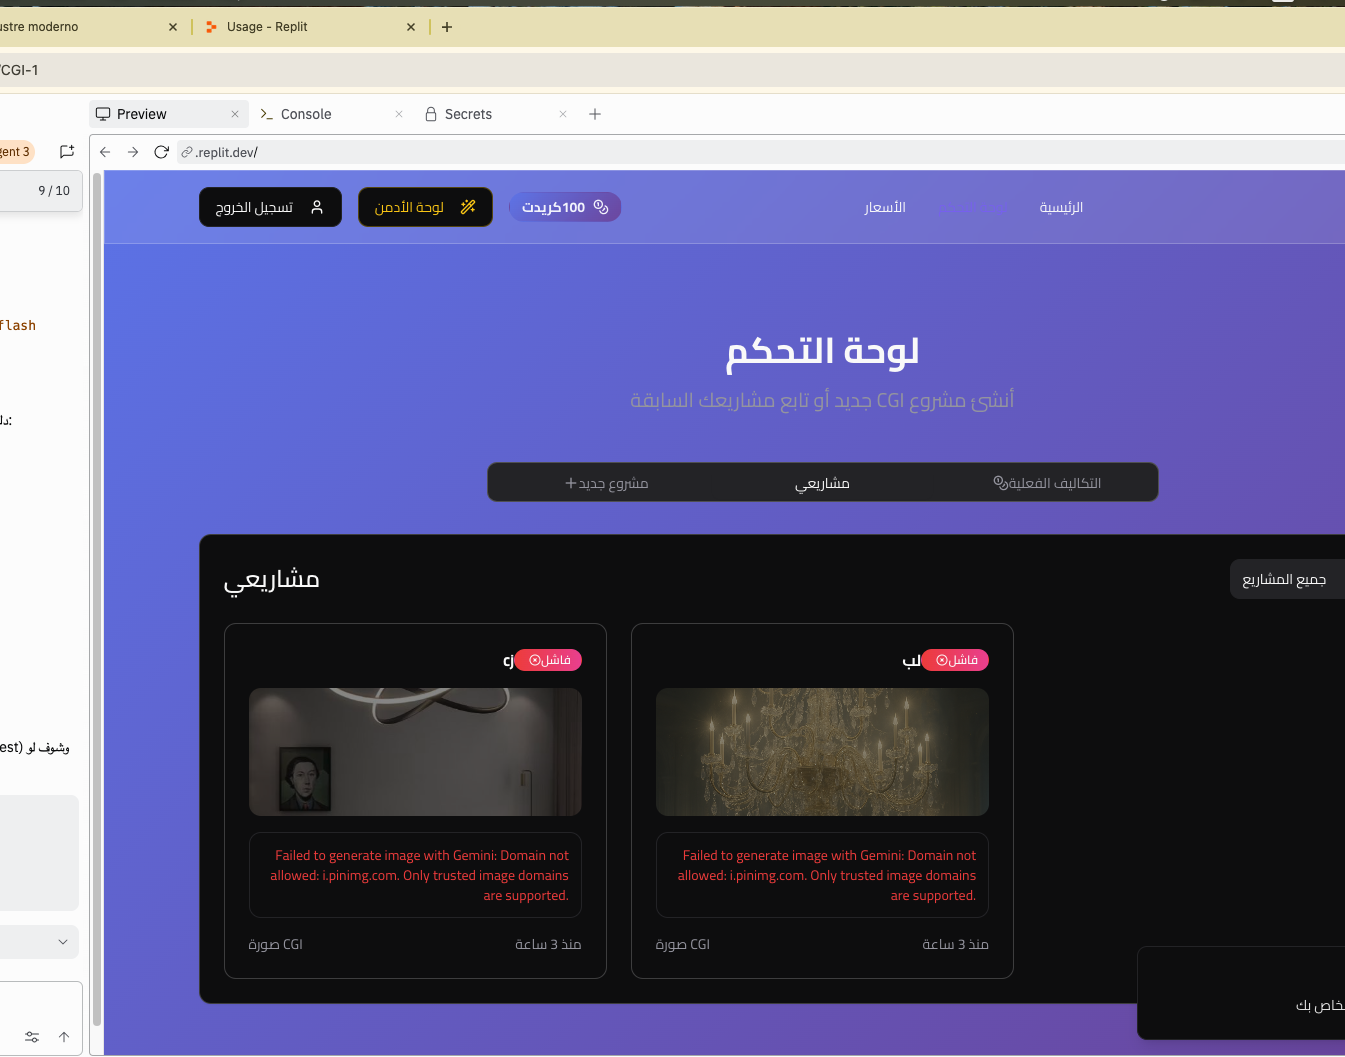 ustre moderno
Usage - Replit
CGI-1
Preview
Console
Secrets
gent 3
.replit.dev/
9 / 10
الرئيسية
الأسعار
100كريدت
لوحة الأدمن
تسجيل الخروج
flash
لوحة التحكم
أنشئ مشروع CGI جديد أو تابع مشاريعك السابقة
التكاليف الفعلية
مشاريعي
مشروع جديد
جميع المشاريع
مشاريعي
فاشل
لب
Failed to generate image with Gemini: Domain not
allowed: i.pinimg.com. Only trusted image domains
are supported.
منذ 3 ساعة
CGI صورة
فاشل
cj
Failed to generate image with Gemini: Domain not
allowed: i.pinimg.com. Only trusted image domains
are supported.
منذ 3 ساعة
CGI صورة
est) وشوف لو
خاص بك